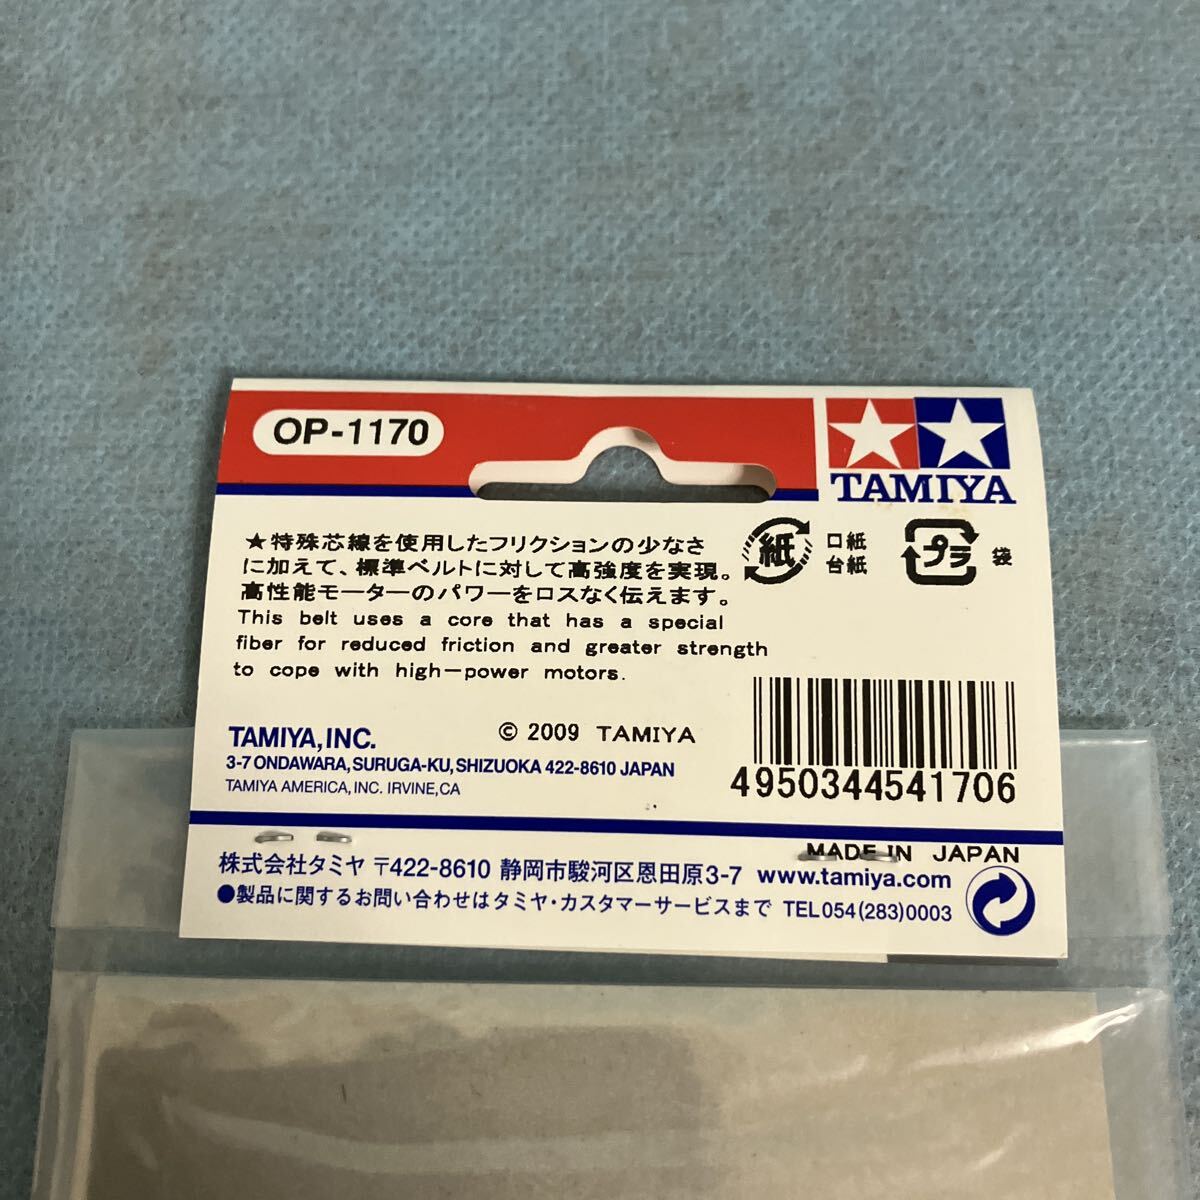 OP-1170
TAMIYA
★特殊芯線を使用したフリクションの少なさ
に加えて、標準ベルトに対して高強度を実現。
高性能モーターのパワーをロスなく伝えます。
This belt uses a core that has a special
fiber for reduced friction and greater strength
to cope with high-power motors.
紙
口紙
台紙
プラ
袋
© 2009 TAMIYA
TAMIYA, INC.
3-7 ONDAWARA, SURUGA-KU, SHIZUOKA 422-8610 JAPAN
TAMIYA AMERICA, INC. IRVINE, CA
4950344541706
MADE IN JAPAN
株式会社タミヤ 〒422-8610 静岡市駿河区恩田原3-7 www.tamiya.com
●製品に関するお問い合わせはタミヤ・カスタマーサービスまで TEL054(283)0003